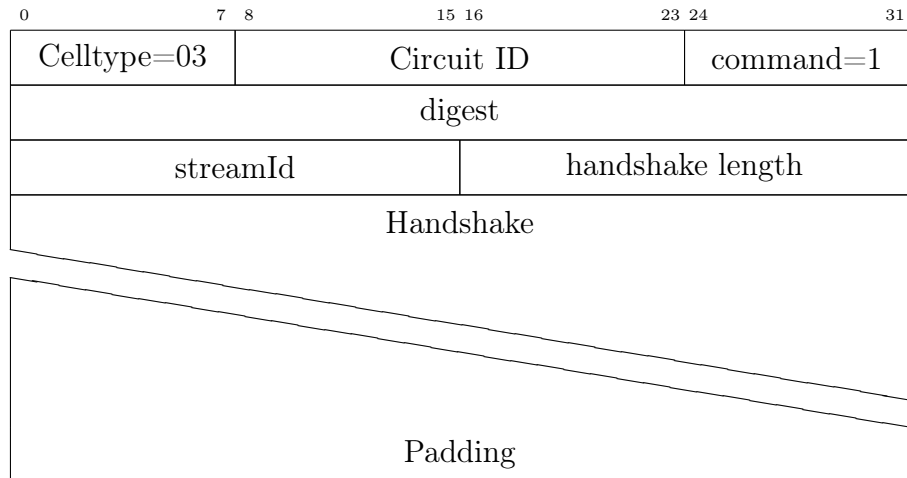 0 7 8 15 16 23 24 31
Celltype=03 Circuit ID command=1
digest
streamId handshake length
Handshake
Padding